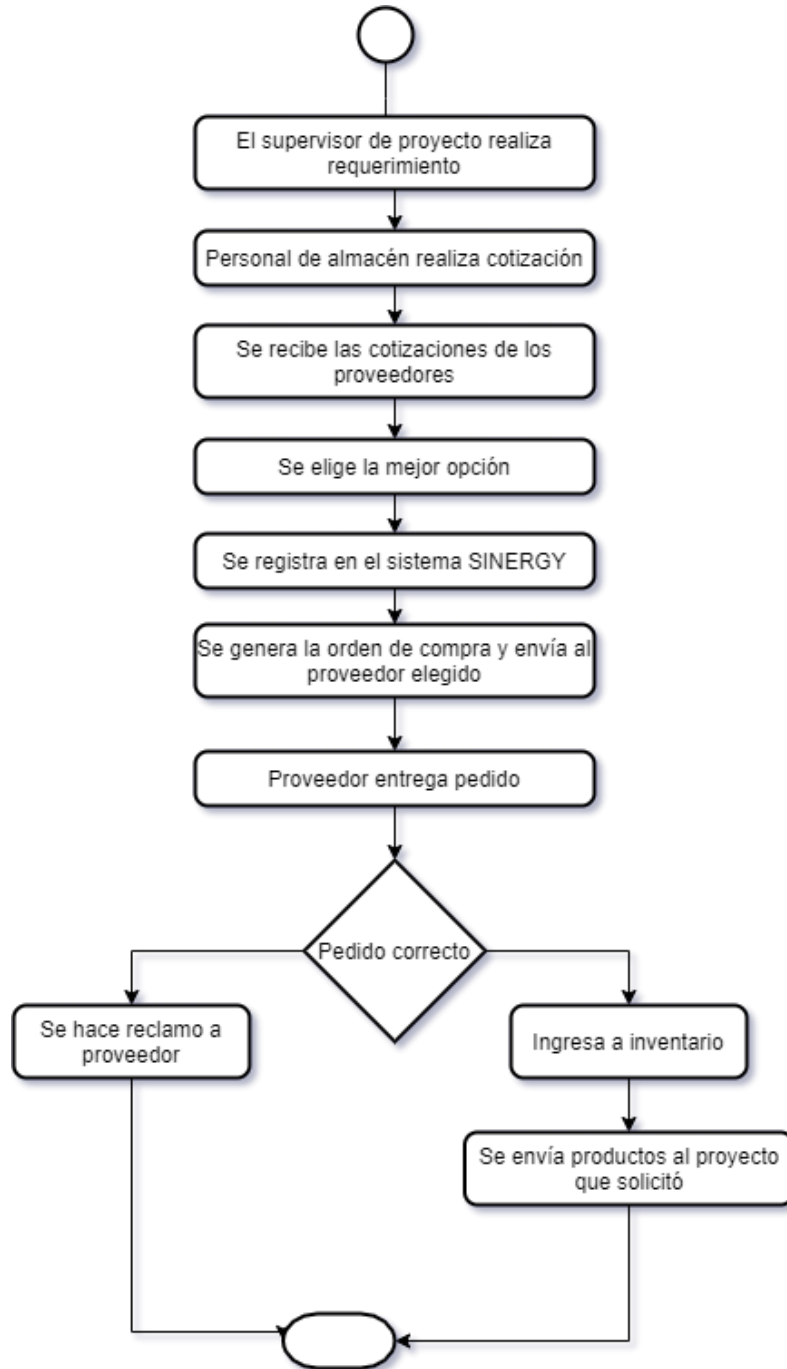 El supervisor de proyecto realiza
requerimiento
Personal de almacén realiza cotización
Se recibe las cotizaciones de los
proveedores
Se elige la mejor opción
Se registra en el sistema SINERGY
Se genera la orden de compra y envía al
proveedor elegido
Proveedor entrega pedido
Pedido correcto
Se hace reclamo a
proveedor
Ingresa a inventario
Se envía productos al proyecto
que solicitó